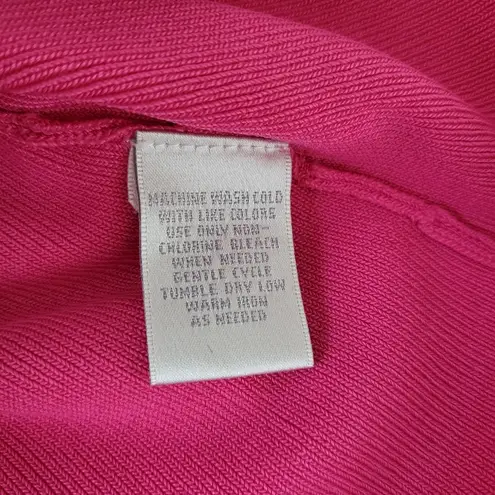 MACHINE WASH COLD
WITH LIKE COLORS
USE ONLY NON-
CHLORINE BLEACH
WHEN NEEDED
GENTLE CYCLE
TUMBLE DRY LOW
WARM IRON
AS NEEDED